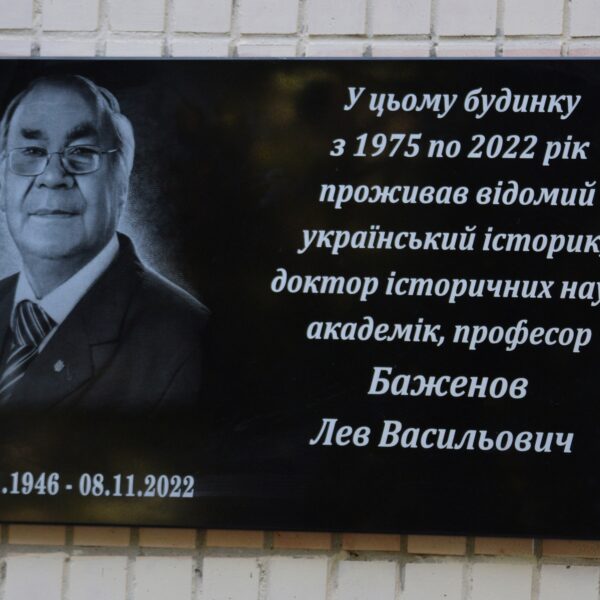 У цьому будинку
з 1975 по 2022 рік
проживав відомий
український історик,
доктор історичних
академік, професор
Баженов
Лев Васильович
.1946 - 08.11.2022